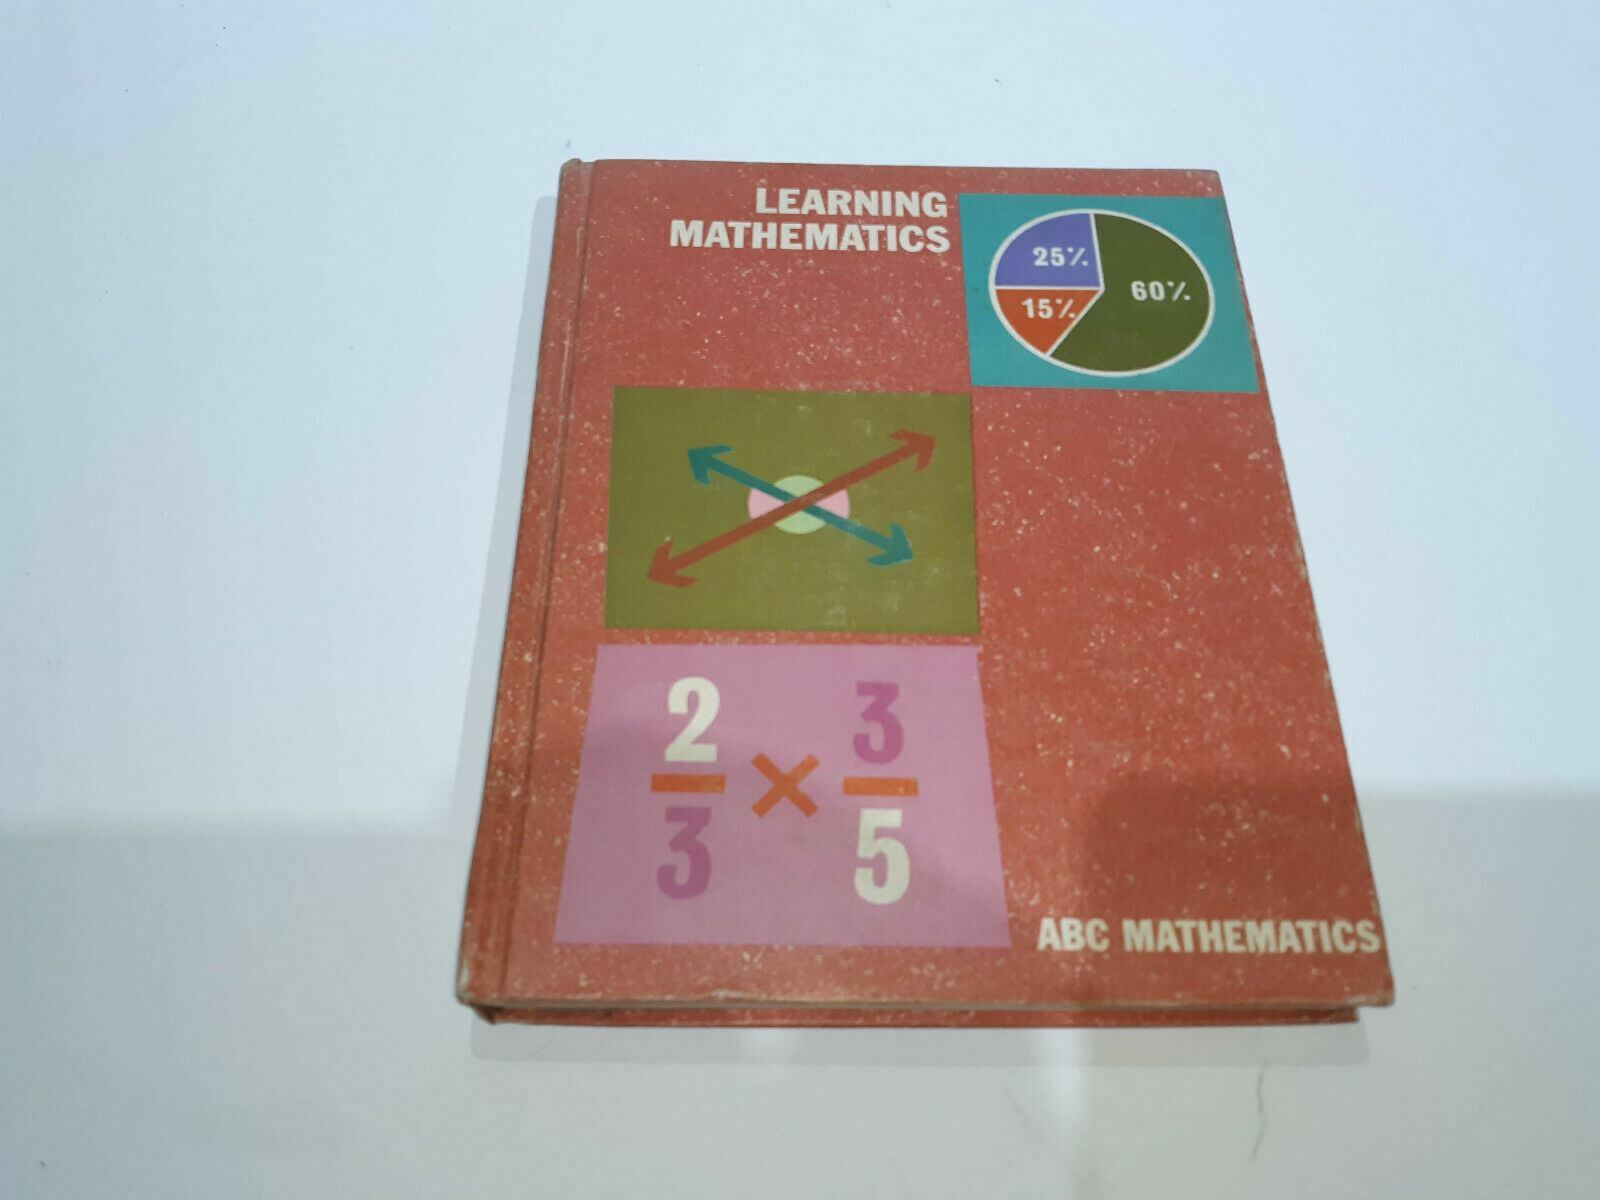 LEARNING
MATHEMATICS
25%
60%
15%
2 3
— × —
3 5
ABC MATHEMATICS